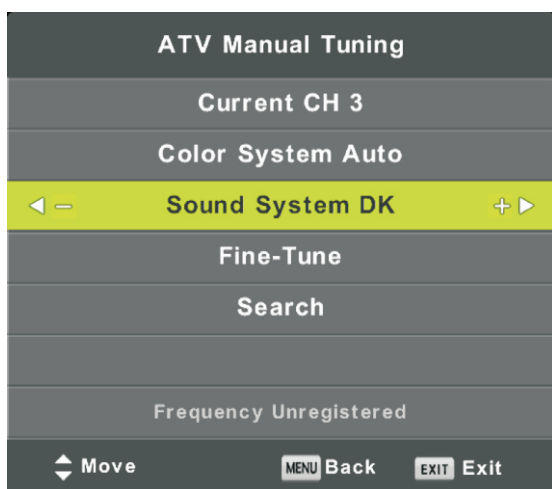 ATV Manual Tuning
Current CH 3
Color System Auto
Sound System DK
Fine-Tune
Search
Frequency Unregistered
Move MENU Back EXIT Exit